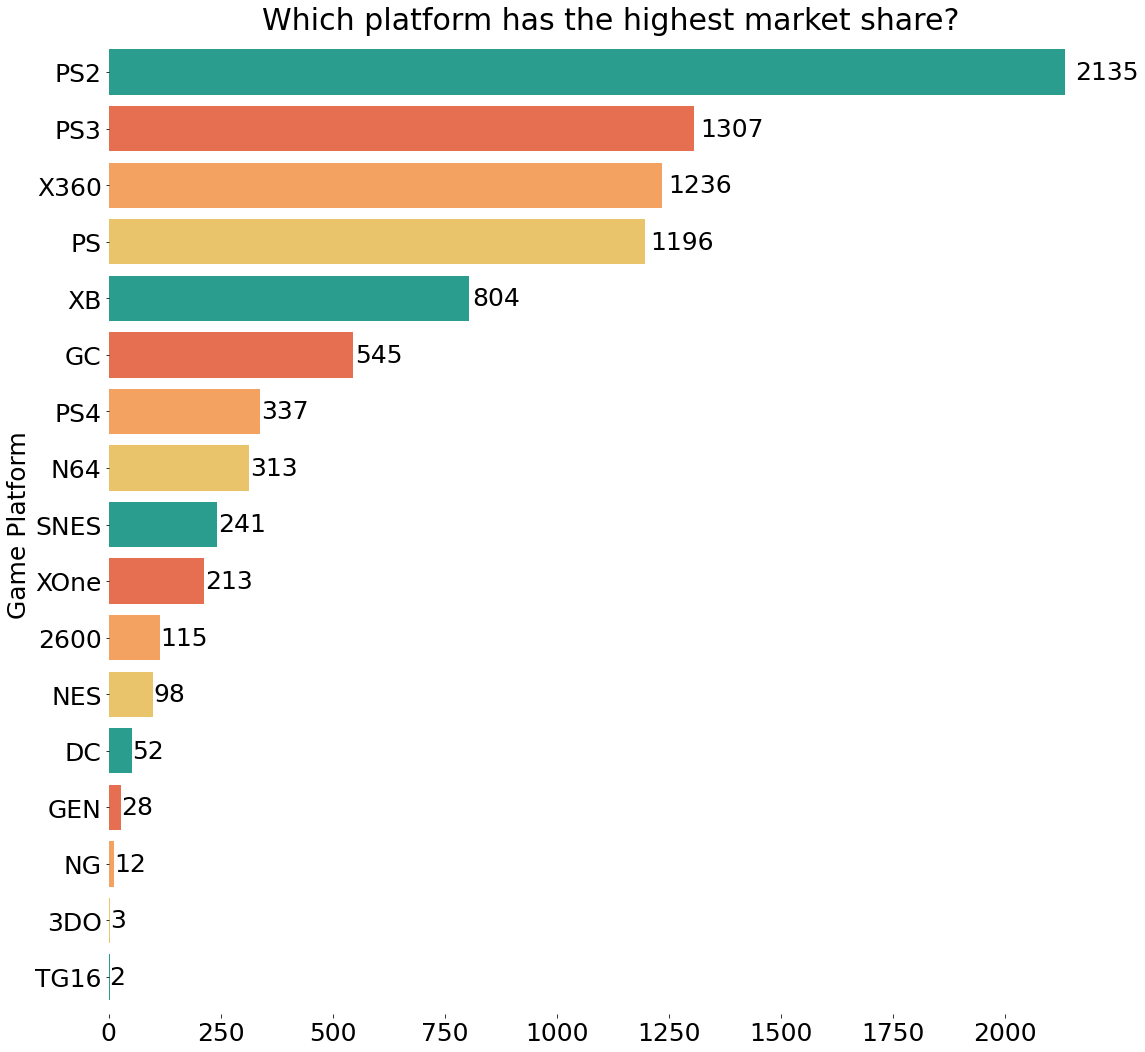 Which platform has the highest market share?
Game Platform
PS2 2135
PS3 1307
X360 1236
PS 1196
XB 804
GC 545
PS4 337
N64 313
SNES 241
XOne 213
2600 115
NES 98
DC 52
GEN 28
NG 12
3DO 3
TG16 2
0 250 500 750 1000 1250 1500 1750 2000